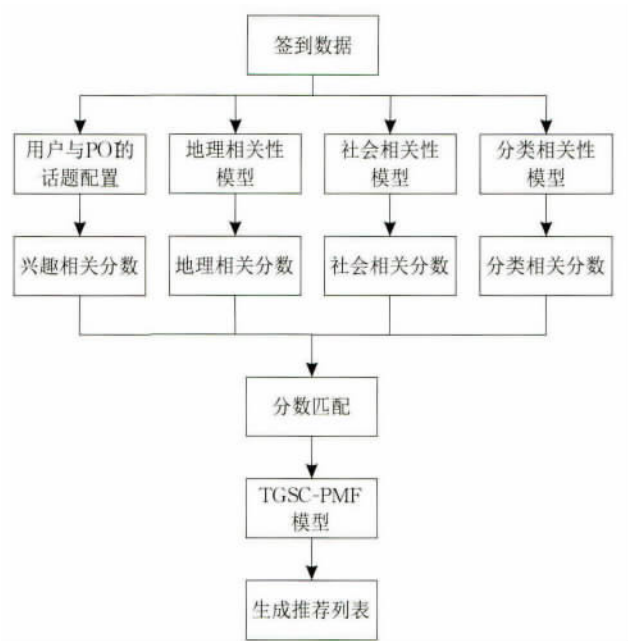 签到数据
用户与POI的 地理相关性 社会相关性 分类相关性
话题配置 模型 模型 模型
兴趣相关分数 地理相关分数 社会相关分数 分类相关分数
分数匹配
TGSC-PMF
模型
生成推荐列表